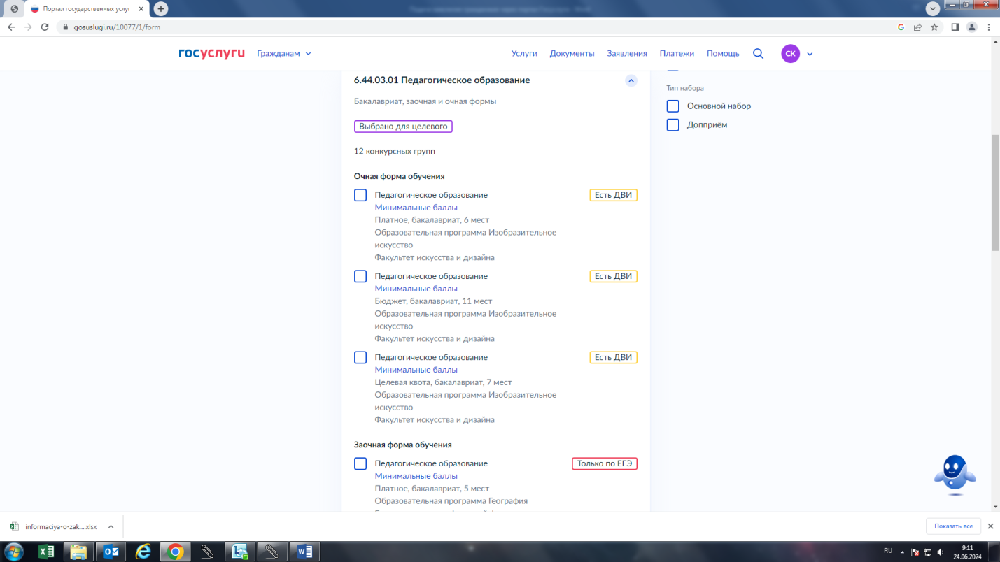 Портал государственных услуг
gosuslugi.ru/10077/1/form
госуслуги
Гражданам
Услуги
Документы
Заявления
Платежи
Помощь
СК
6.44.03.01 Педагогическое образование
Бакалавриат, заочная и очная формы
Выбрано для целевого
12 конкурсных групп
Очная форма обучения
Педагогическое образование
Есть ДВИ
Минимальные баллы
Платное, бакалавриат, 6 мест
Образовательная программа Изобразительное
искусство
Факультет искусства и дизайна
Педагогическое образование
Есть ДВИ
Минимальные баллы
Бюджет, бакалавриат, 11 мест
Образовательная программа Изобразительное
искусство
Факультет искусства и дизайна
Педагогическое образование
Есть ДВИ
Минимальные баллы
Целевая квота, бакалавриат, 7 мест
Образовательная программа Изобразительное
искусство
Факультет искусства и дизайна
Заочная форма обучения
Педагогическое образование
Только по ЕГЭ
Минимальные баллы
Платное, бакалавриат, 5 мест
Образовательная программа География
Тип набора
Основной набор
Допприём
informaciya-o-zak....xlsx
Показать все
RU
9:11
24.06.2024